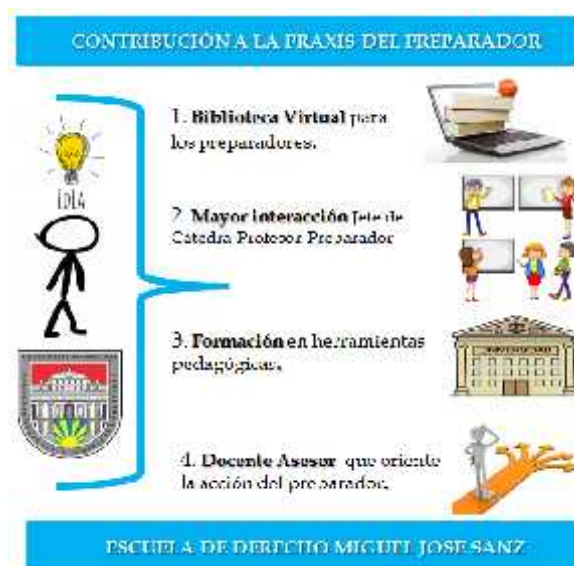 CONTRIBUCIÓN A LA PRAXIS DEL PREPARADOR
iDEA
1. Biblioteca Virtual para
los preparadores.
2. Mayor interacción Jefe de
Cátedra Profesor Preparador
3. Formación en herramientas
pedagógicas.
4. Docente Asesor que oriente
la acción del preparador.
ESCUELA DE DERECHO MIGUEL JOSE SANZ